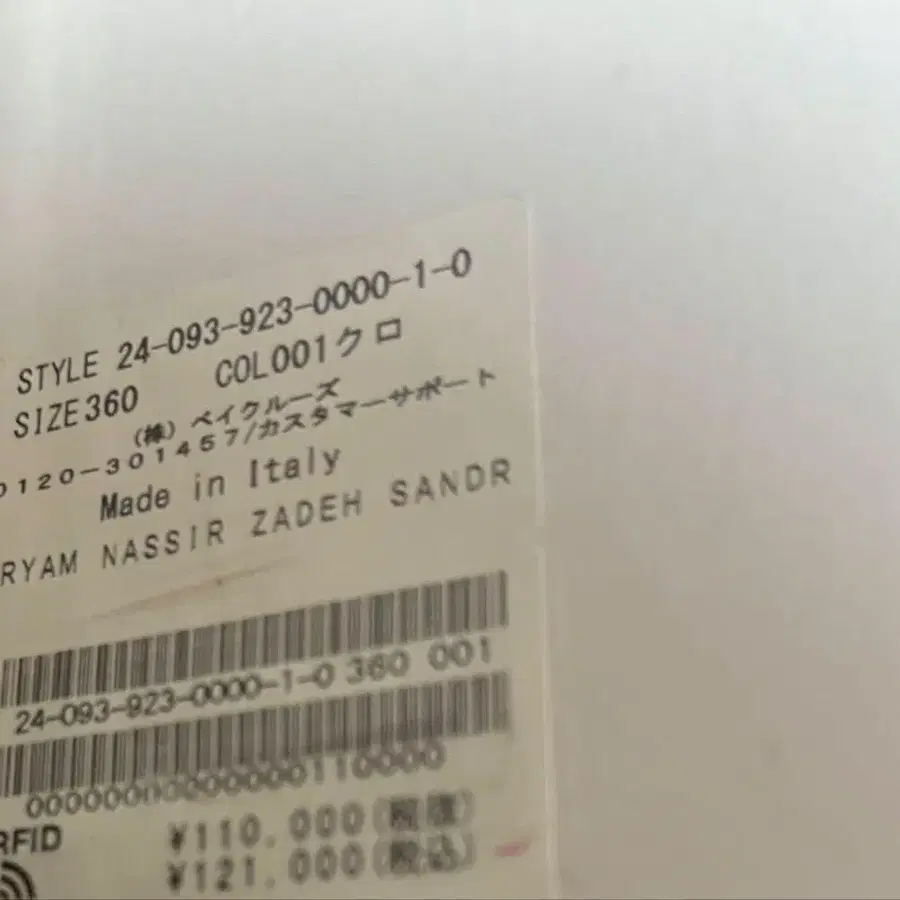 STYLE 24-093-923-0000-1-0
SIZE360 COL001クロ
(株) ベイクルーズ
0120-301457/カスタマーサポート
Made in Italy
RYAM NASSIR ZADEH SANDR
24-093-923-0000-1-0 360 001
00000000000000110000
RFID
¥110.000(税抜)
¥121.000(税込)